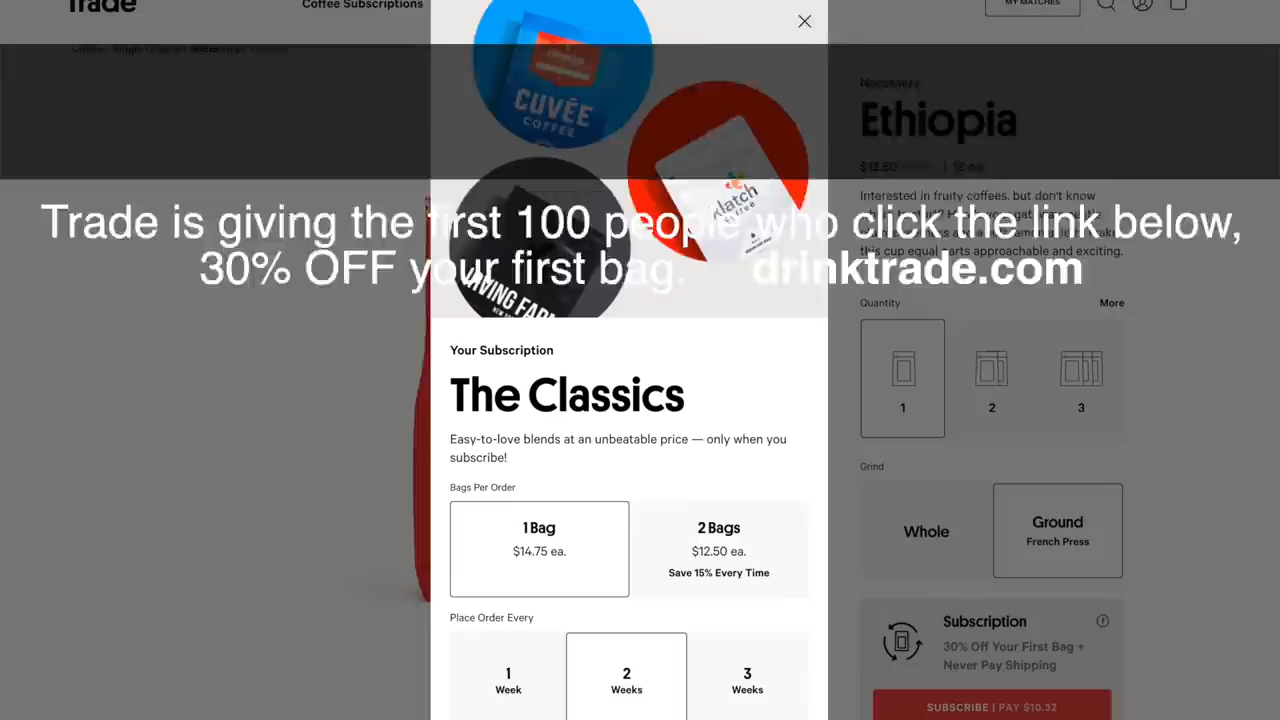 Trade
Coffee Subscriptions
MY MATCHES
CUVÉE
COFFEE
klatch
Ethiopia
$12.50
Interested in fruity coffees, but don't know
this cup equal parts approachable and exciting.
Trade is giving the first 100 people who click the link below,
30% OFF your first bag. drinktrade.com
Quantity
More
1
2
3
Grind
Whole
Ground
French Press
Subscription
30% Off Your First Bag +
Never Pay Shipping
SUBSCRIBE | PAY $10.32
Your Subscription
The Classics
Easy-to-love blends at an unbeatable price — only when you
subscribe!
Bags Per Order
1 Bag
$14.75 ea.
2 Bags
$12.50 ea.
Save 15% Every Time
Place Order Every
1
Week
2
Weeks
3
Weeks